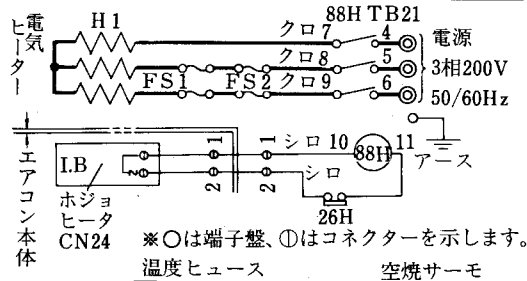 電気ヒーター
H1
88H TB21
クロ7 4
クロ8 5
FS1 FS2 クロ9 6
電源
3相200V
50/60Hz
アース
エアコン本体
I.B
1
2
ホジョ
ヒータ
CN24
1 1 シロ 10 88H 11
2 2 シロ
26H
※○は端子盤、⦶はコネクターを示します。
温度ヒュース 空焼サーモ